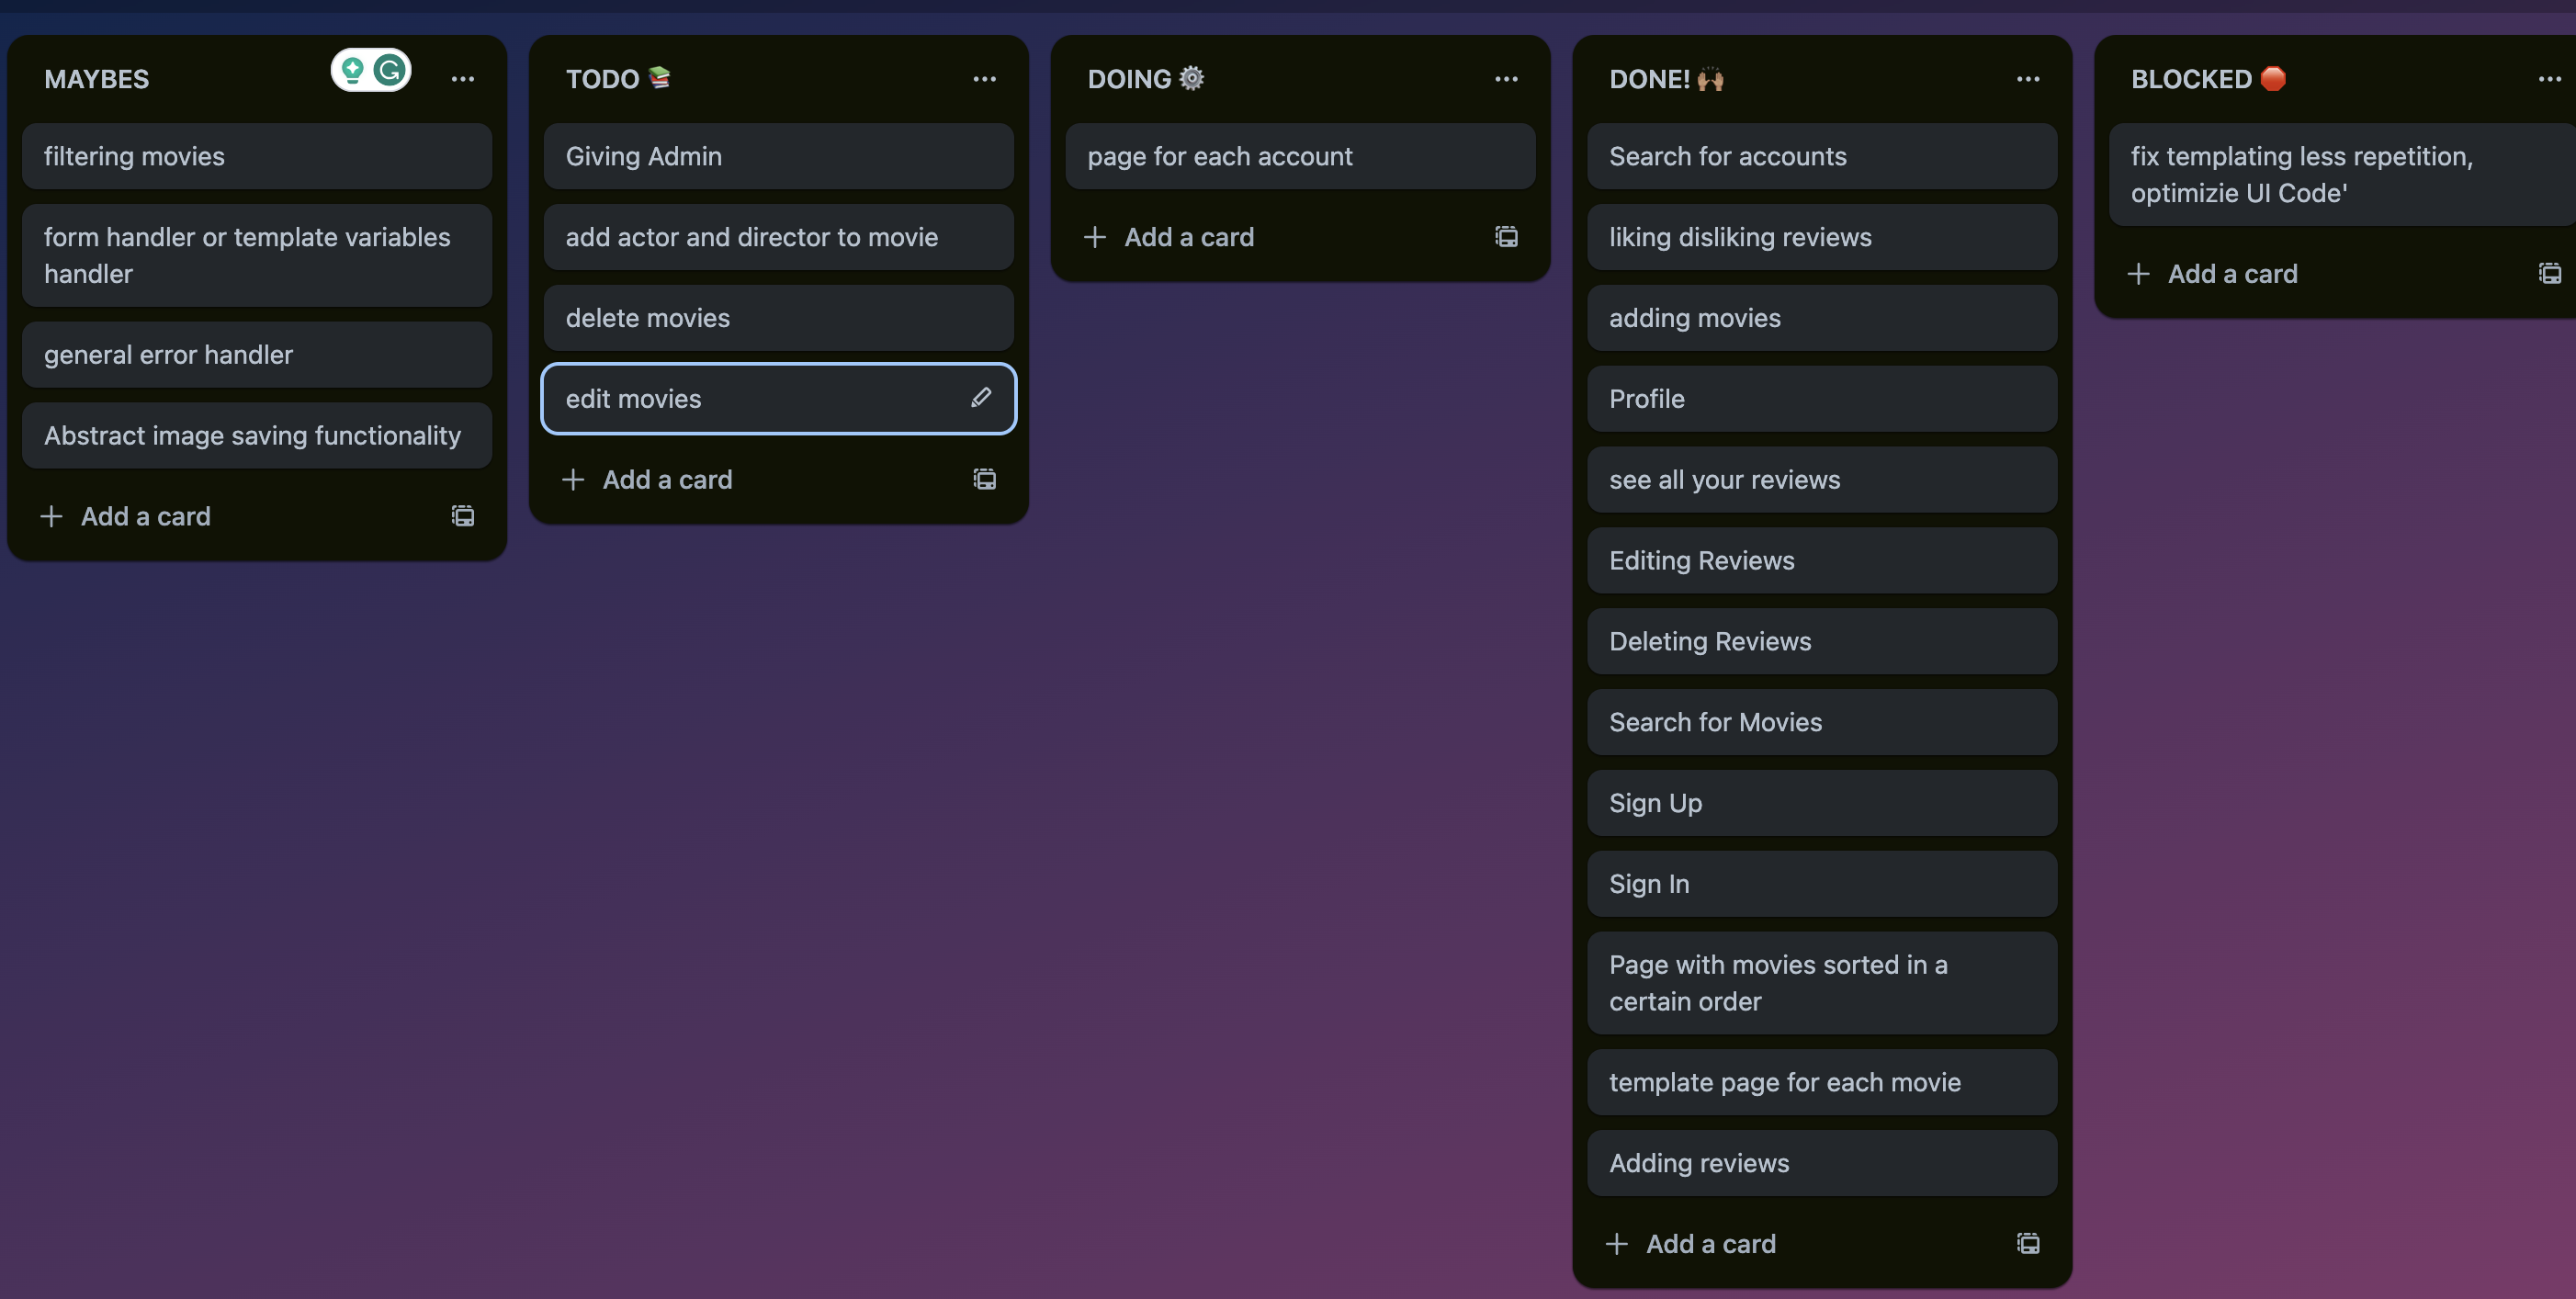 MAYBES
filtering movies
form handler or template variables
handler
general error handler
Abstract image saving functionality
Add a card
TODO 📚
Giving Admin
add actor and director to movie
delete movies
edit movies
Add a card
DOING ⚙️
page for each account
Add a card
DONE! 🙌🏽
Search for accounts
liking disliking reviews
adding movies
Profile
see all your reviews
Editing Reviews
Deleting Reviews
Search for Movies
Sign Up
Sign In
Page with movies sorted in a
certain order
template page for each movie
Adding reviews
Add a card
BLOCKED 🛑
fix templating less repetition,
optimizie UI Code'
Add a card